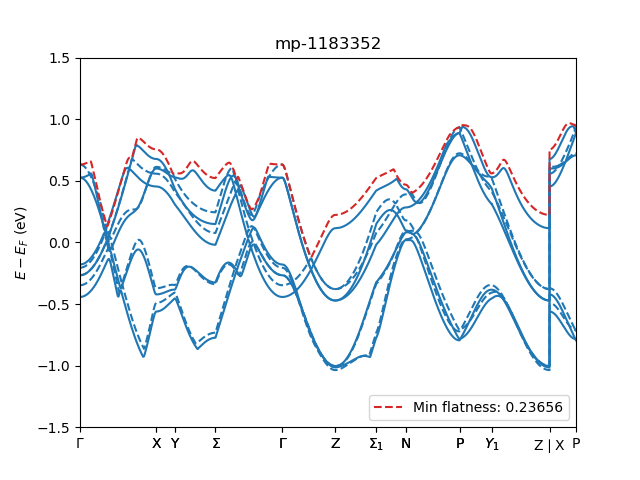 mp-1183352
E − E_F (eV)
1.5
1.0
0.5
0.0
−0.5
−1.0
−1.5
Min flatness: 0.23656
Γ X Y Σ Γ Z Σ₁ N P Y₁ Z | X P